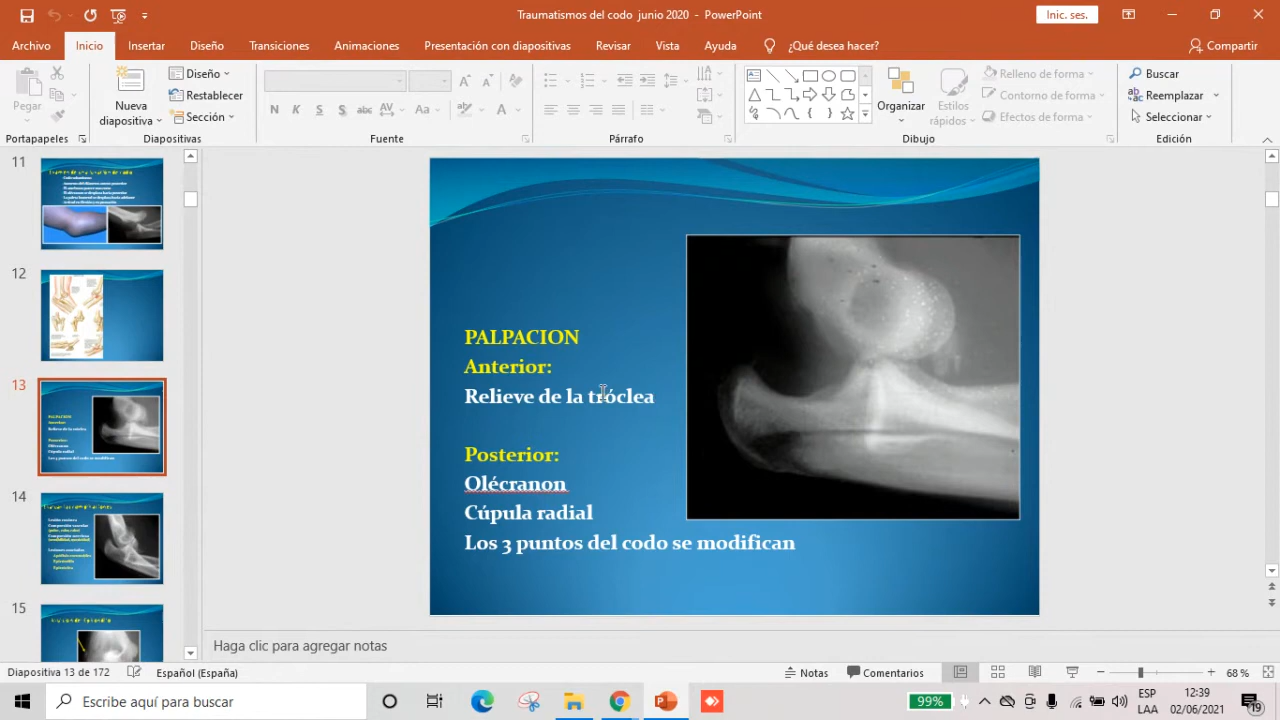 Traumatismos del codo junio 2020 - PowerPoint
Inic. ses.
Archivo Inicio Insertar Diseño Transiciones Animaciones Presentación con diapositivas Revisar Vista Ayuda ¿Qué desea hacer? Compartir
Pegar
Nueva diapositiva
Diseño
Restablecer
Sección
Relleno de forma
Contorno de forma
Efectos de forma
Organizar
Estilos rápidos
Buscar
Reemplazar
Seleccionar
Portapapeles Diapositivas Fuente Párrafo Dibujo Edición
11
12
13
14
15
PALPACION
Anterior:
Relieve de la tróclea
Posterior:
Olécranon
Cúpula radial
Los 3 puntos del codo se modifican
Haga clic para agregar notas
Diapositiva 13 de 172 Español (España) Notas Comentarios 68 %
Escribe aquí para buscar
99%
ESP
LAA
12:39
02/06/2021
19